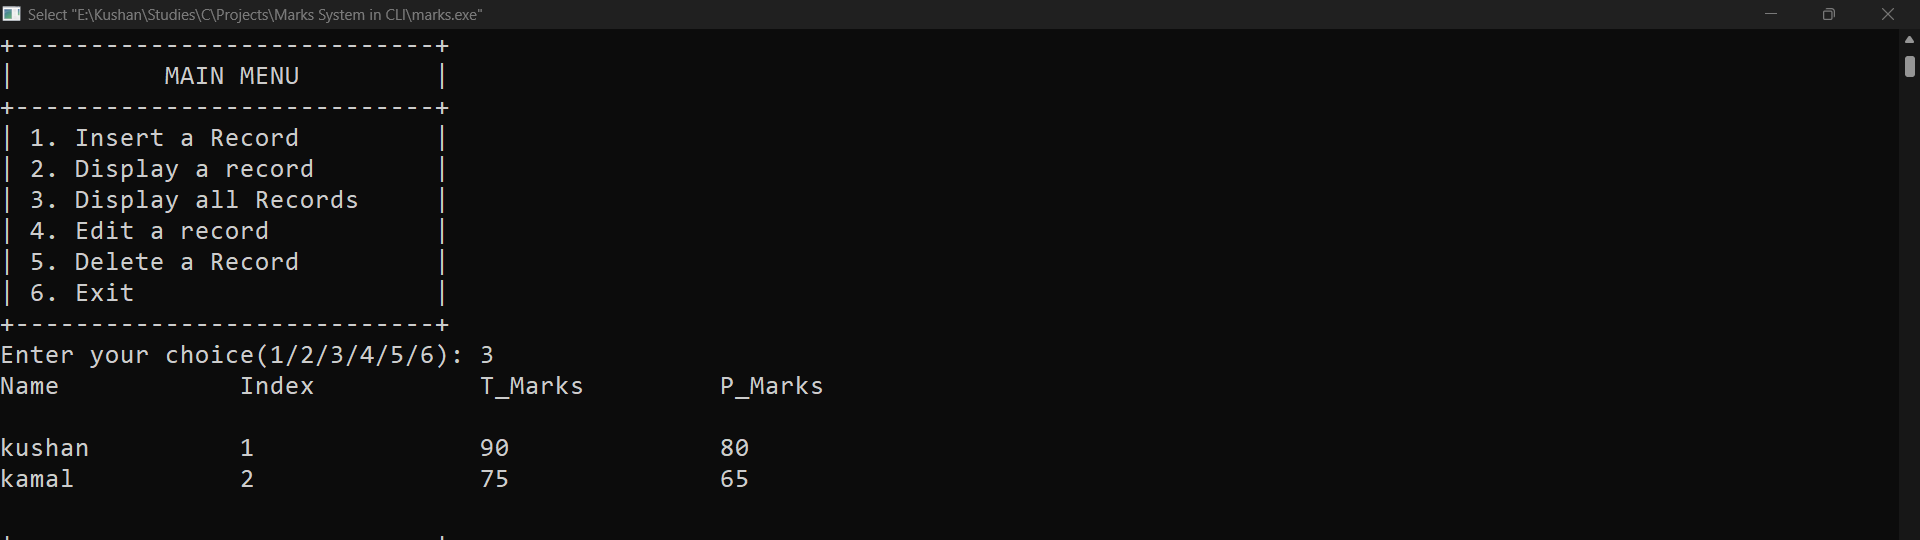 Select "E:\Kushan\Studies\C\Projects\Marks System in CLI\marks.exe"
+----------------------------+
|          MAIN MENU         |
+----------------------------+
| 1. Insert a Record         |
| 2. Display a record        |
| 3. Display all Records     |
| 4. Edit a record           |
| 5. Delete a Record         |
| 6. Exit                    |
+----------------------------+
Enter your choice(1/2/3/4/5/6): 3
Name            Index           T_Marks         P_Marks
kushan          1               90              80
kamal           2               75              65